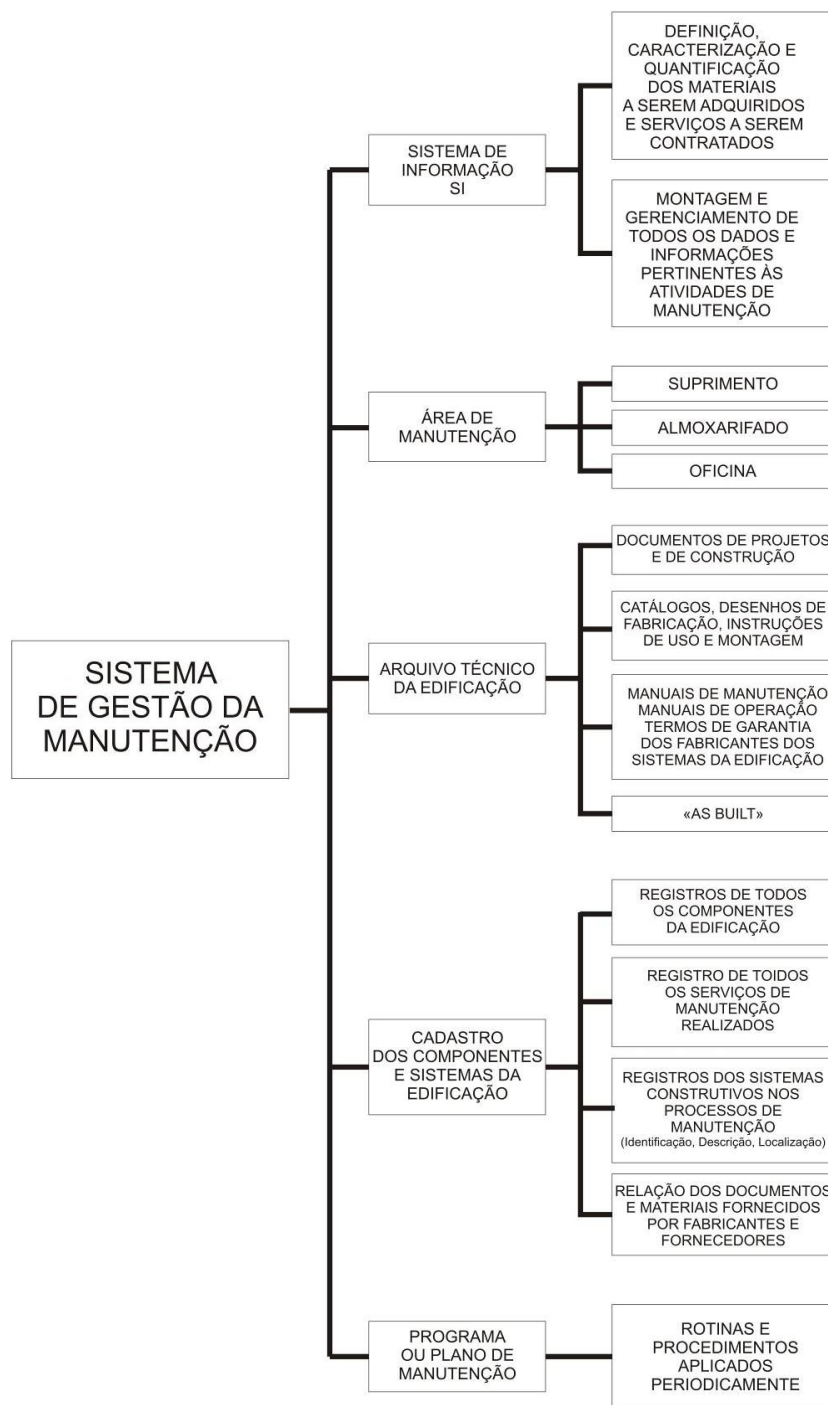 SISTEMA
DE GESTÃO DA
MANUTENÇÃO
SISTEMA DE
INFORMAÇÃO
SI
DEFINIÇÃO,
CARACTERIZAÇÃO E
QUANTIFICAÇÃO
DOS MATERIAIS
A SEREM ADQUIRIDOS
E SERVIÇOS A SEREM
CONTRATADOS
MONTAGEM E
GERENCIAMENTO DE
TODOS OS DADOS E
INFORMAÇÕES
PERTINENTES ÀS
ATIVIDADES DE
MANUTENÇÃO
ÁREA DE
MANUTENÇÃO
SUPRIMENTO
ALMOXARIFADO
OFICINA
ARQUIVO TÉCNICO
DA EDIFICAÇÃO
DOCUMENTOS DE PROJETOS
E DE CONSTRUÇÃO
CATÁLOGOS, DESENHOS DE
FABRICAÇÃO, INSTRUÇÕES
DE USO E MONTAGEM
MANUAIS DE MANUTENÇÃO
MANUAIS DE OPERAÇÃO
TERMOS DE GARANTIA
DOS FABRICANTES DOS
SISTEMAS DA EDIFICAÇÃO
«AS BUILT»
CADASTRO
DOS COMPONENTES
E SISTEMAS DA
EDIFICAÇÃO
REGISTROS DE TODOS
OS COMPONENTES
DA EDIFICAÇÃO
REGISTRO DE TOIDOS
OS SERVIÇOS DE
MANUTENÇÃO
REALIZADOS
REGISTROS DOS SISTEMAS
CONSTRUTIVOS NOS
PROCESSOS DE
MANUTENÇÃO
(Identificação, Descrição, Localização)
RELAÇÃO DOS DOCUMENTOS
E MATERIAIS FORNECIDOS
POR FABRICANTES E
FORNECEDORES
PROGRAMA
OU PLANO DE
MANUTENÇÃO
ROTINAS E
PROCEDIMENTOS
APLICADOS
PERIODICAMENTE